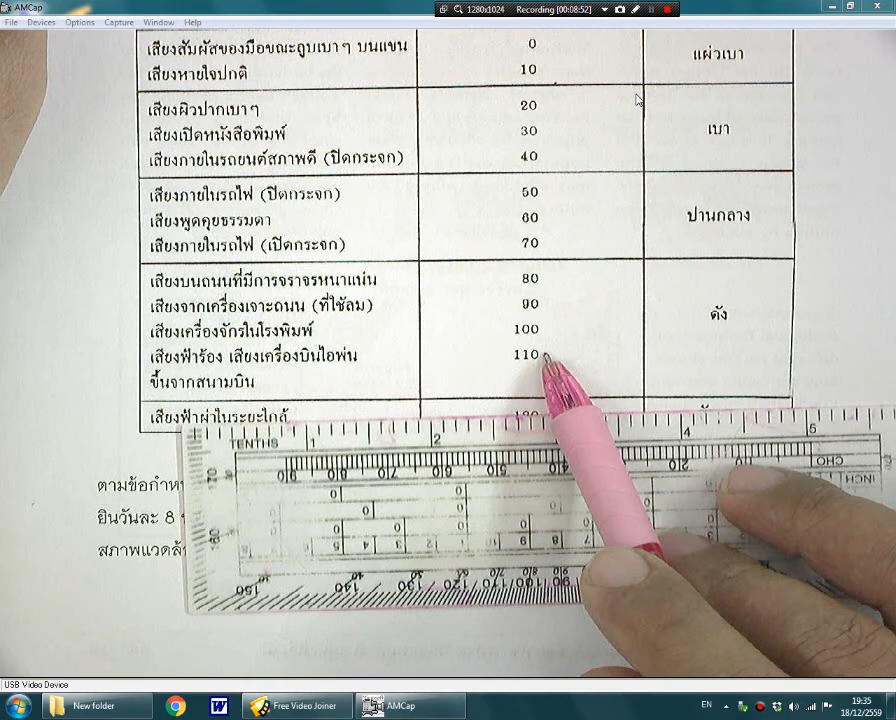 AMCap
1280x1024 Recording [00:08:52]
File Devices Options Capture Window Help
เสียงสัมผัสของมือขณะถูบเบาๆ บนแขน 0 แผ่วเบา
เสียงหายใจปกติ 10
เสียงผิวปากเบาๆ 20
เสียงเปิดหนังสือพิมพ์ 30 เบา
เสียงภายในรถยนต์สภาพดี (ปิดกระจก) 40
เสียงภายในรถไฟ (ปิดกระจก) 50
เสียงพูดคุยธรรมดา 60 ปานกลาง
เสียงภายในรถไฟ (เปิดกระจก) 70
เสียงบนถนนที่มีการจราจรหนาแน่น 80
เสียงจากเครื่องเจาะถนน (ที่ใช้ลม) 90 ดัง
เสียงเครื่องจักรในโรงพิมพ์ 100
เสียงฟ้าร้อง เสียงเครื่องบินไอพ่น 110
ขึ้นจากสนามบิน
เสียงฟ้าผ่าในระยะใกล้
TENTHS 1 2 4 5
ตามข้อกำห
ยินวันละ 8
สภาพแวดล้
INCH
150 140 130
USB Video Device
New folder Free Video Joiner AMCap EN 19:35
18/12/2559